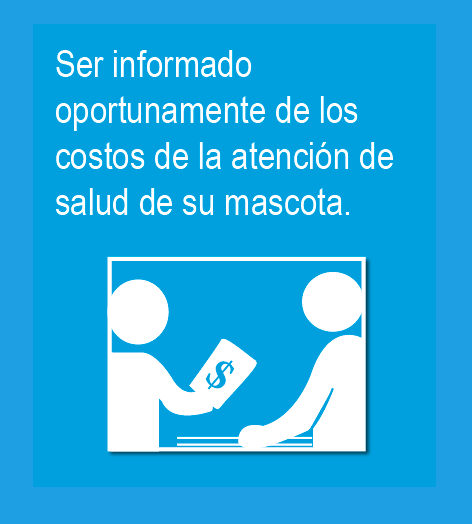 Ser informado
oportunamente de los
costos de la atención de
salud de su mascota.
$